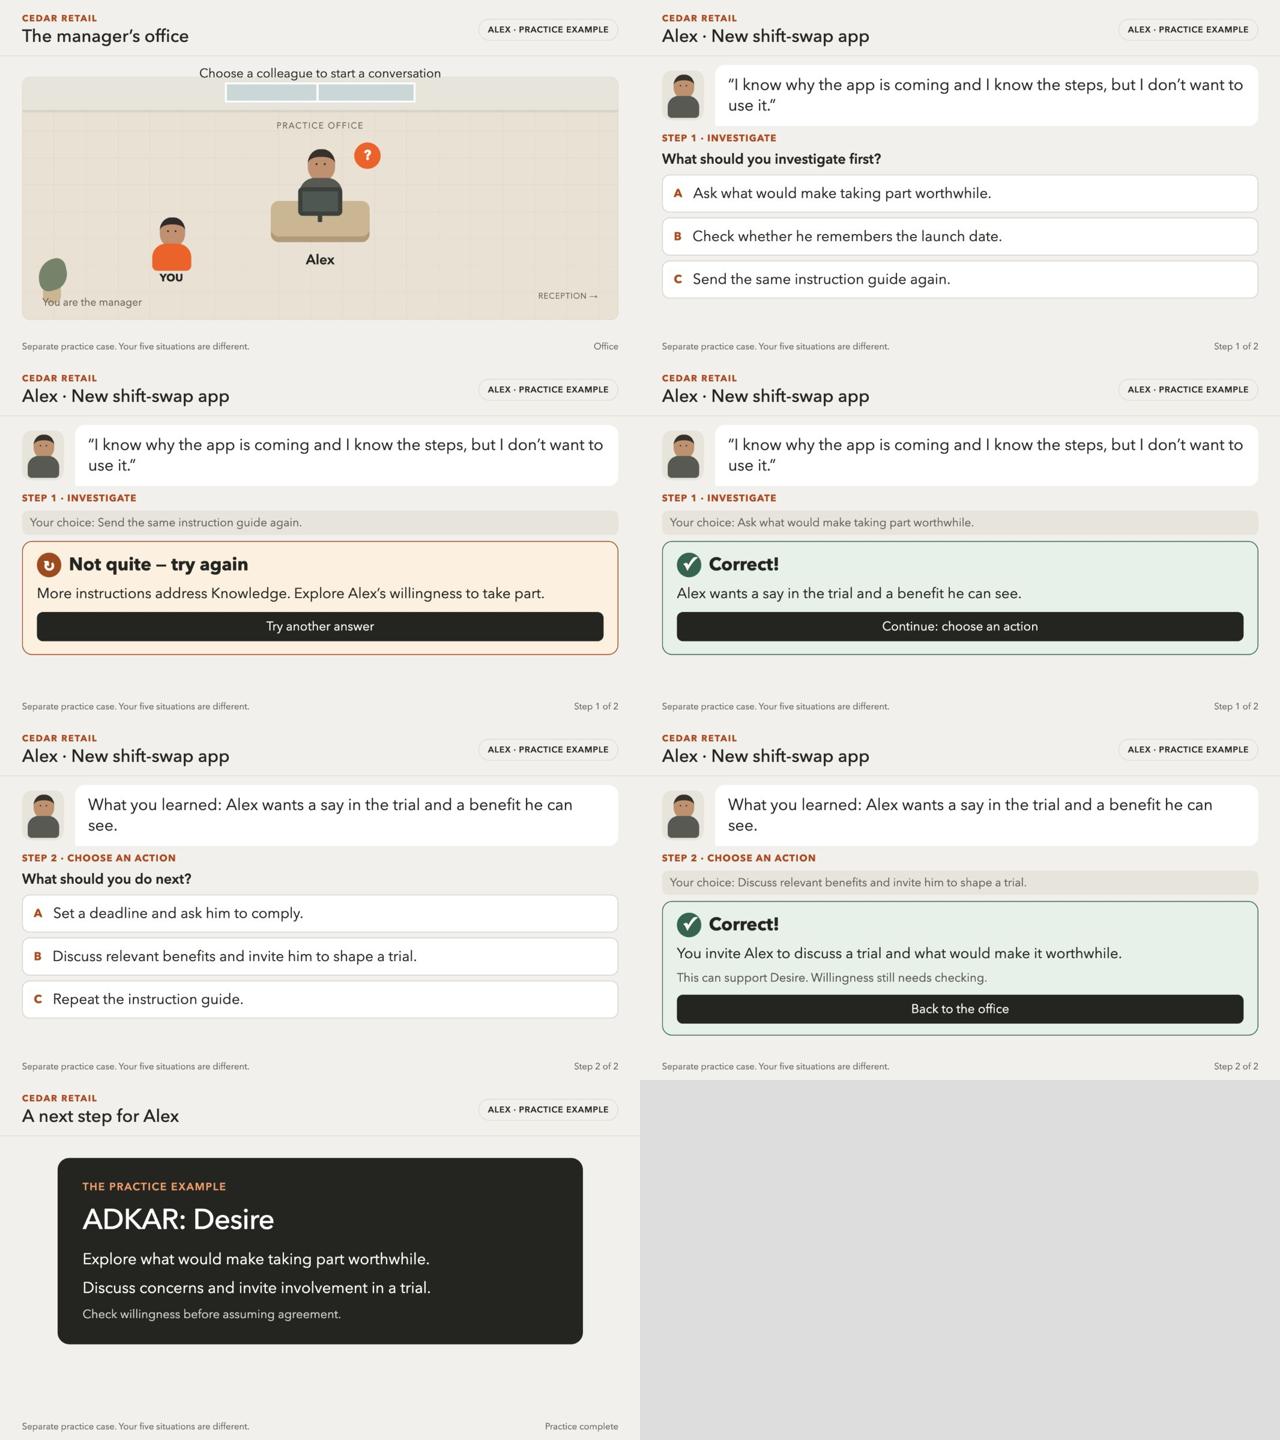 CEDAR RETAIL
The manager’s office
ALEX · PRACTICE EXAMPLE
Choose a colleague to start a conversation
PRACTICE OFFICE
?
Alex
YOU
You are the manager
RECEPTION →
Separate practice case. Your five situations are different.
Office
CEDAR RETAIL
Alex · New shift-swap app
ALEX · PRACTICE EXAMPLE
“I know why the app is coming and I know the steps, but I don’t want to
use it.”
STEP 1 · INVESTIGATE
What should you investigate first?
A Ask what would make taking part worthwhile.
B Check whether he remembers the launch date.
C Send the same instruction guide again.
Separate practice case. Your five situations are different.
Step 1 of 2
CEDAR RETAIL
Alex · New shift-swap app
ALEX · PRACTICE EXAMPLE
“I know why the app is coming and I know the steps, but I don’t want to
use it.”
STEP 1 · INVESTIGATE
Your choice: Send the same instruction guide again.
↻ Not quite – try again
More instructions address Knowledge. Explore Alex’s willingness to take part.
Try another answer
Separate practice case. Your five situations are different.
Step 1 of 2
CEDAR RETAIL
Alex · New shift-swap app
ALEX · PRACTICE EXAMPLE
“I know why the app is coming and I know the steps, but I don’t want to
use it.”
STEP 1 · INVESTIGATE
Your choice: Ask what would make taking part worthwhile.
✓ Correct!
Alex wants a say in the trial and a benefit he can see.
Continue: choose an action
Separate practice case. Your five situations are different.
Step 1 of 2
CEDAR RETAIL
Alex · New shift-swap app
ALEX · PRACTICE EXAMPLE
What you learned: Alex wants a say in the trial and a benefit he can
see.
STEP 2 · CHOOSE AN ACTION
What should you do next?
A Set a deadline and ask him to comply.
B Discuss relevant benefits and invite him to shape a trial.
C Repeat the instruction guide.
Separate practice case. Your five situations are different.
Step 2 of 2
CEDAR RETAIL
Alex · New shift-swap app
ALEX · PRACTICE EXAMPLE
What you learned: Alex wants a say in the trial and a benefit he can
see.
STEP 2 · CHOOSE AN ACTION
Your choice: Discuss relevant benefits and invite him to shape a trial.
✓ Correct!
You invite Alex to discuss a trial and what would make it worthwhile.
This can support Desire. Willingness still needs checking.
Back to the office
Separate practice case. Your five situations are different.
Step 2 of 2
CEDAR RETAIL
A next step for Alex
ALEX · PRACTICE EXAMPLE
THE PRACTICE EXAMPLE
ADKAR: Desire
Explore what would make taking part worthwhile.
Discuss concerns and invite involvement in a trial.
Check willingness before assuming agreement.
Separate practice case. Your five situations are different.
Practice complete